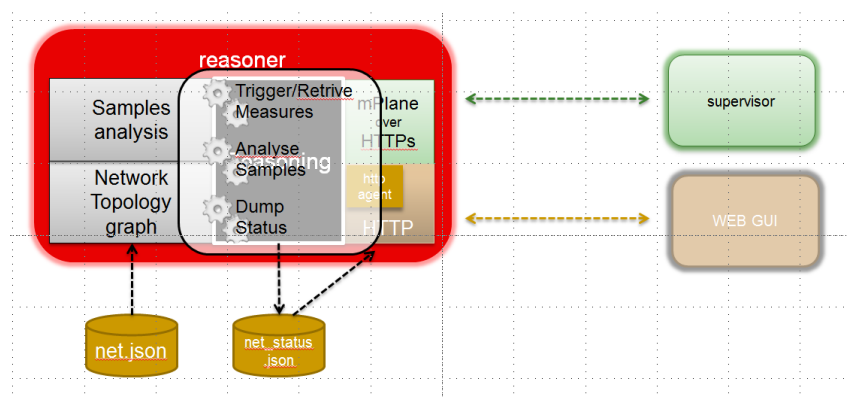 reasoner
Samples
analysis
Network
Topology
graph
Trigger/Retrive
Measures
Analyse
Samples
Dump
Status
reasoning
mPlane
over
HTTPs
http
agent
HTTP
supervisor
WEB GUI
net.json
net_status
.json